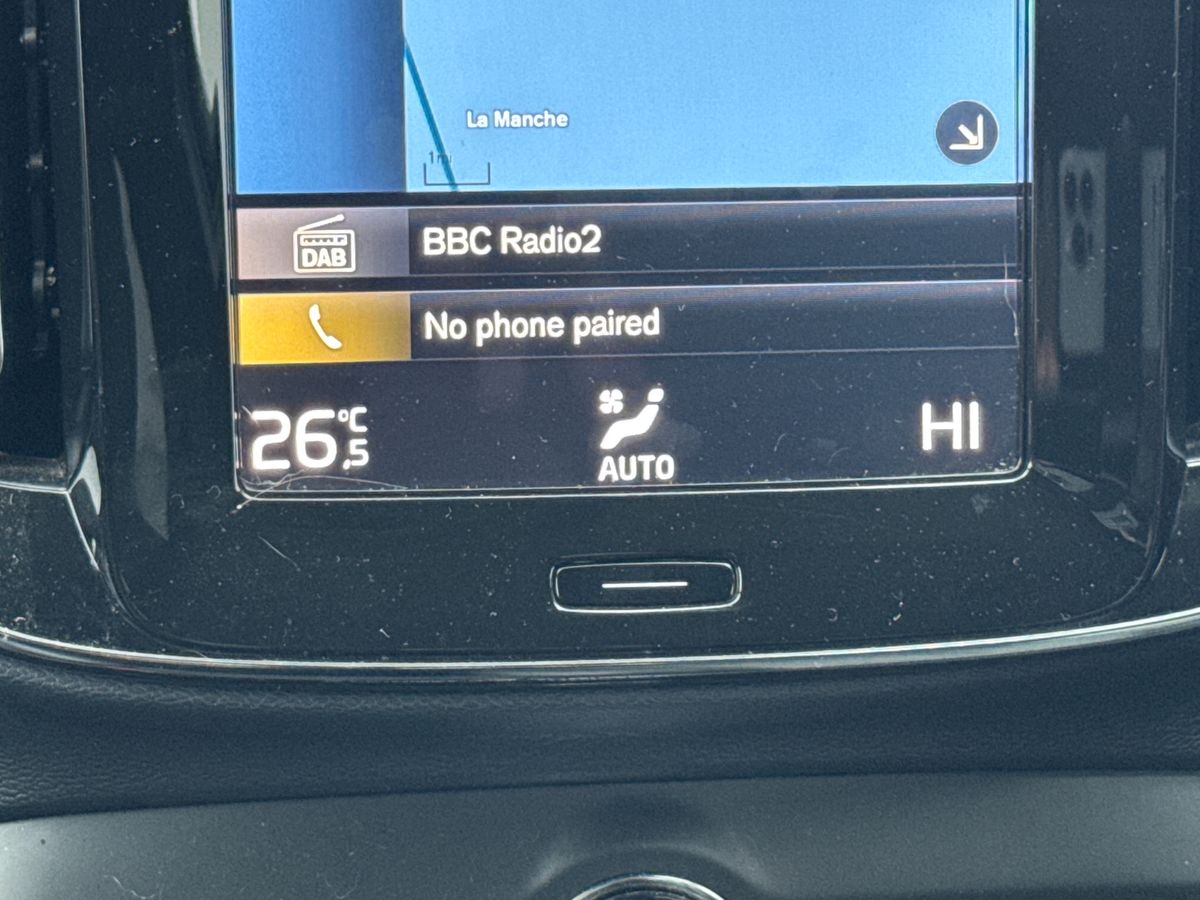 La Manche
1mi
DAB
BBC Radio2
No phone paired
26,5°C
AUTO
HI